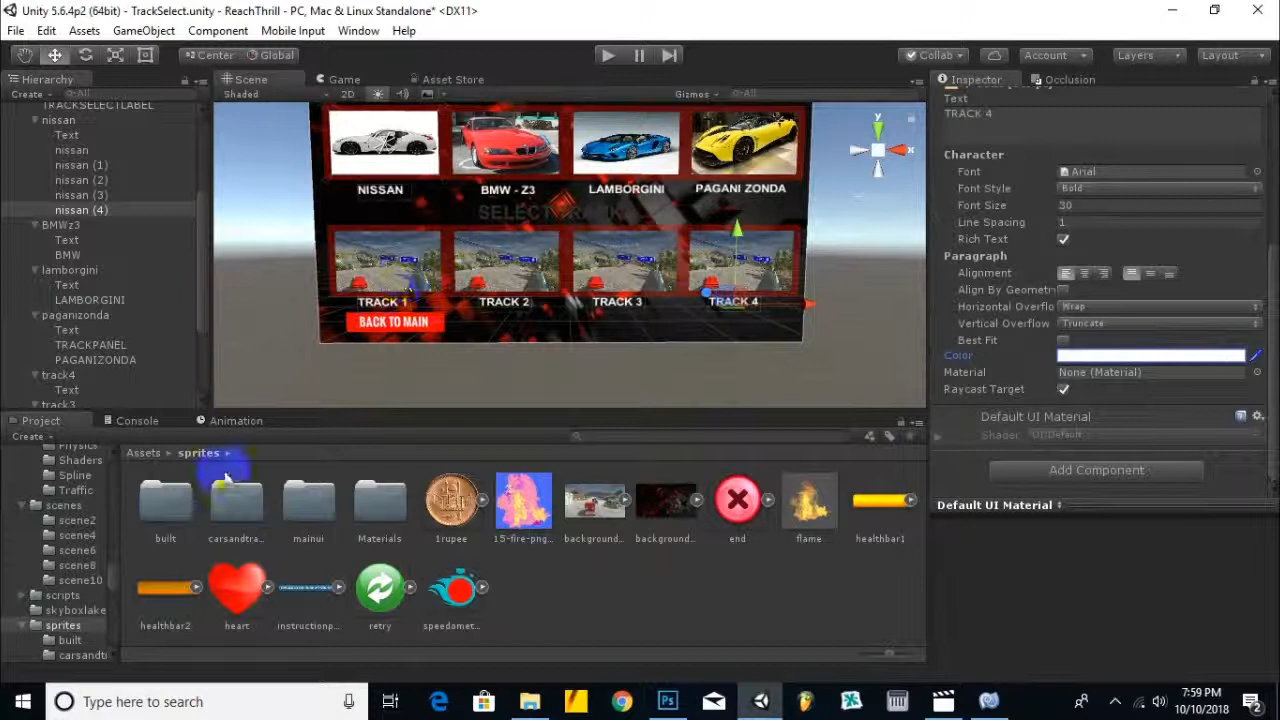 Unity 5.6.4p2 (64bit) - TrackSelect.unity - ReachThrill - PC, Mac & Linux Standalone* <DX11>
File Edit Assets GameObject Component Mobile Input Window Help
Center Global Collab Account Layers Layout
Hierarchy
Create All
TRACKSELECTLABEL
nissan
Text
nissan
nissan (1)
nissan (2)
nissan (3)
nissan (4)
BMWz3
Text
BMW
lamborgini
Text
LAMBORGINI
paganizonda
Text
TRACKPANEL
PAGANIZONDA
track4
Text
track3
Scene Game Asset Store
Shaded 2D Gizmos All
y
NISSAN BMW - Z3 LAMBORGINI PAGANI ZONDA
SELECT TRACK
TRACK 1 TRACK 2 TRACK 3 TRACK 4
BACK TO MAIN
Inspector Occlusion
Text
TRACK 4
Character
Font Arial
Font Style Bold
Font Size 30
Line Spacing 1
Rich Text
Paragraph
Alignment
Align By Geometr
Horizontal Overflo Wrap
Vertical Overflow Truncate
Best Fit
Color
Material None (Material)
Raycast Target
Default UI Material
Shader UI/Default
Add Component
Default UI Material
Project Console Animation
Create
Physics
Shaders
Spline
Traffic
scenes
scene2
scene4
scene6
scene8
scene10
scripts
skyboxlake
sprites
built
carsandtr
Assets sprites
built carsandtra... mainui Materials 1rupee 15-fire-png... background... background... end flame healthbar1
healthbar2 heart instructionp... retry speedomet...
Type here to search
7:59 PM
10/10/2018
2